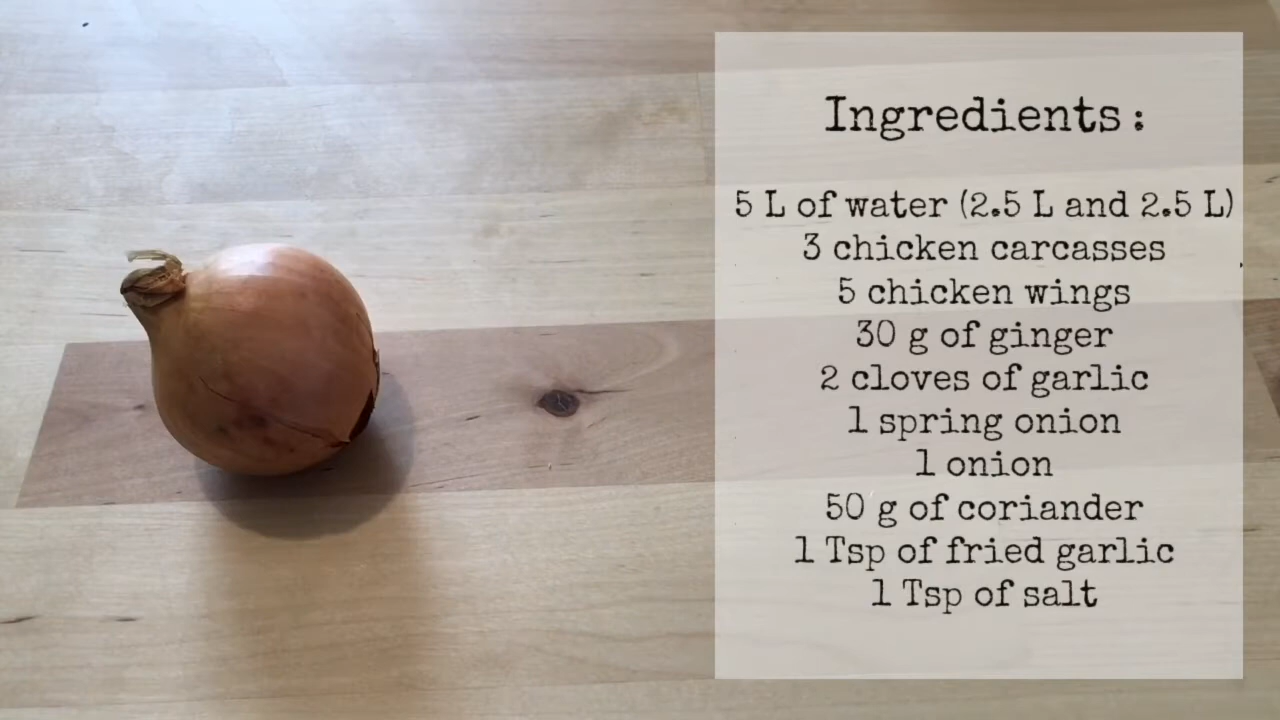 Ingredients:
5 L of water (2.5 L and 2.5 L)
3 chicken carcasses
5 chicken wings
30 g of ginger
2 cloves of garlic
1 spring onion
1 onion
50 g of coriander
1 Tsp of fried garlic
1 Tsp of salt